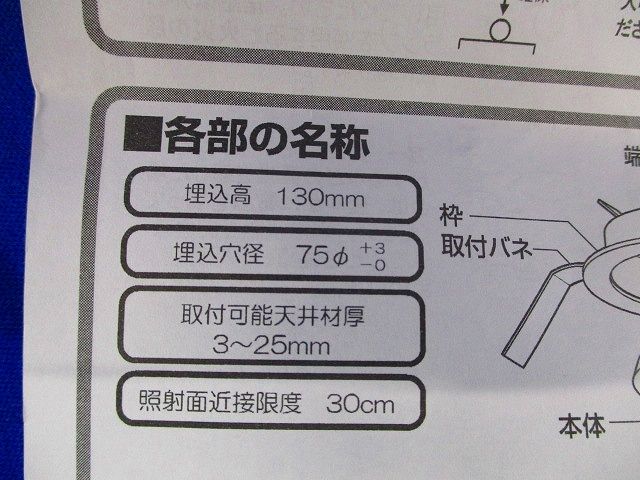 ださ
■各部の名称
埋込高 130mm
埋込穴径 75φ +3 -0
取付可能天井材厚
3～25mm
照射面近接限度 30cm
端
枠
取付バネ
本体